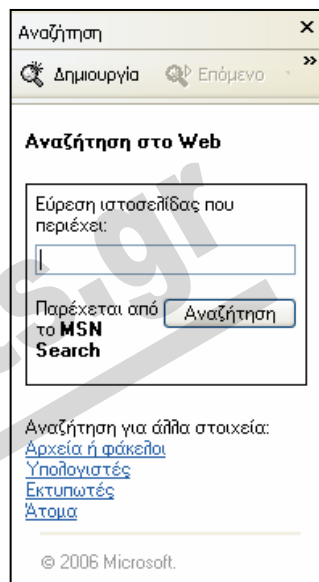 Αναζήτηση
Δημιουργία Επόμενο
Αναζήτηση στο Web
Εύρεση ιστοσελίδας που
περιέχει:
Παρέχεται από
το MSN
Search
Αναζήτηση
Αναζήτηση για άλλα στοιχεία:
Αρχεία ή φάκελοι
Υπολογιστές
Εκτυπωτές
Άτομα
© 2006 Microsoft.